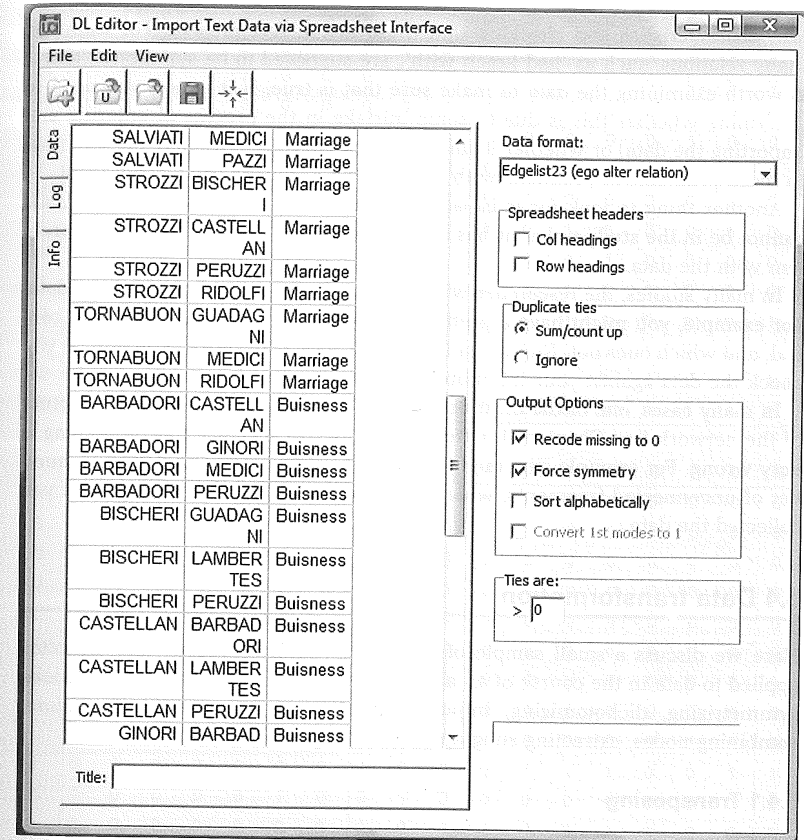 DL Editor - Import Text Data via Spreadsheet Interface
File Edit View
Data
Log
Info
SALVIATI MEDICI Marriage
SALVIATI PAZZI Marriage
STROZZI BISCHER Marriage
I
STROZZI CASTELL Marriage
AN
STROZZI PERUZZI Marriage
STROZZI RIDOLFI Marriage
TORNABUON GUADAG Marriage
NI
TORNABUON MEDICI Marriage
TORNABUON RIDOLFI Marriage
BARBADORI CASTELL Buisness
AN
BARBADORI GINORI Buisness
BARBADORI MEDICI Buisness
BARBADORI PERUZZI Buisness
BISCHERI GUADAG Buisness
NI
BISCHERI LAMBER Buisness
TES
BISCHERI PERUZZI Buisness
CASTELLAN BARBAD Buisness
ORI
CASTELLAN LAMBER Buisness
TES
CASTELLAN PERUZZI Buisness
GINORI BARBAD Buisness
Title:
Data format:
Edgelist23 (ego alter relation)
Spreadsheet headers
Col headings
Row headings
Duplicate ties
Sum/count up
Ignore
Output Options
Recode missing to 0
Force symmetry
Sort alphabetically
Convert 1st modes to 1
Ties are:
> 0